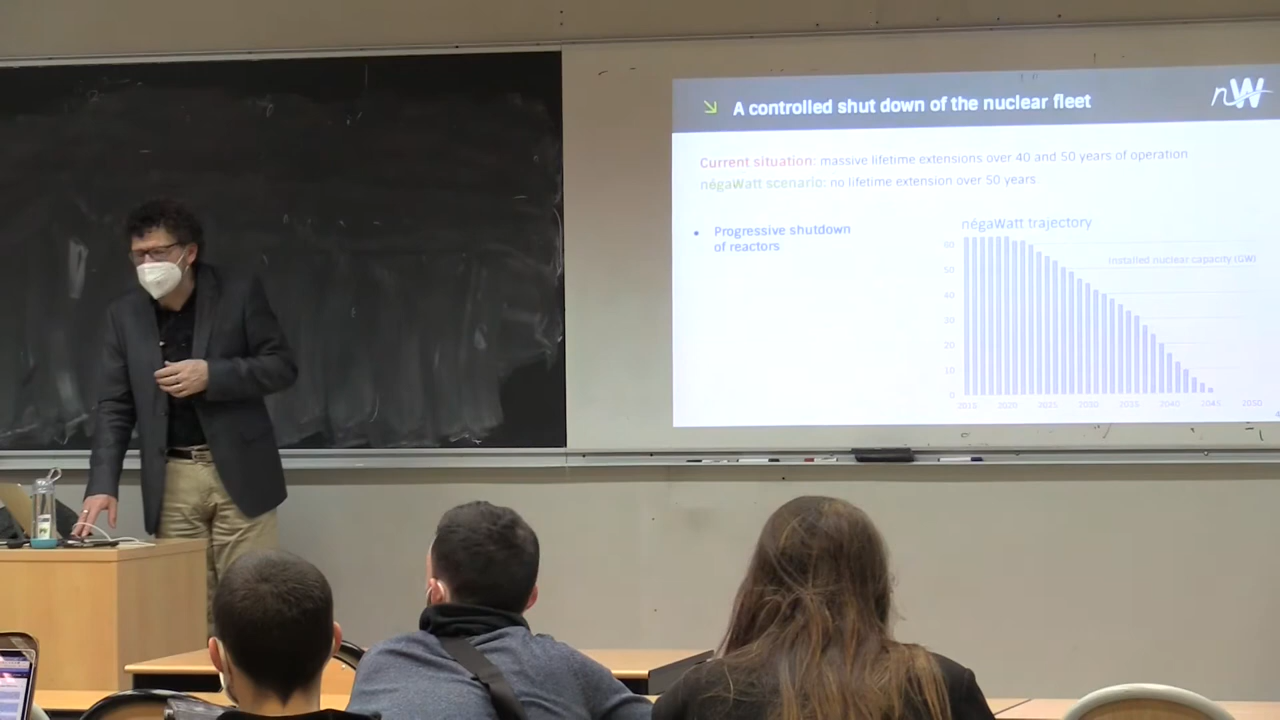 A controlled shut down of the nuclear fleet
nW
Current situation: massive lifetime extensions over 40 and 50 years of operation
négaWatt scenario: no lifetime extension over 50 years
• Progressive shutdown
of reactors
négaWatt trajectory
Installed nuclear capacity (GW)
60
50
40
30
20
10
0
2015 2020 2025 2030 2035 2040 2045 2050
4